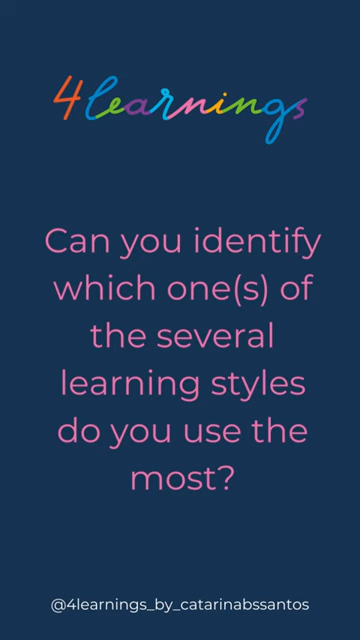 4learnings
Can you identify
which one(s) of
the several
learning styles
do you use the
most?
@4learnings_by_catarinabssantos